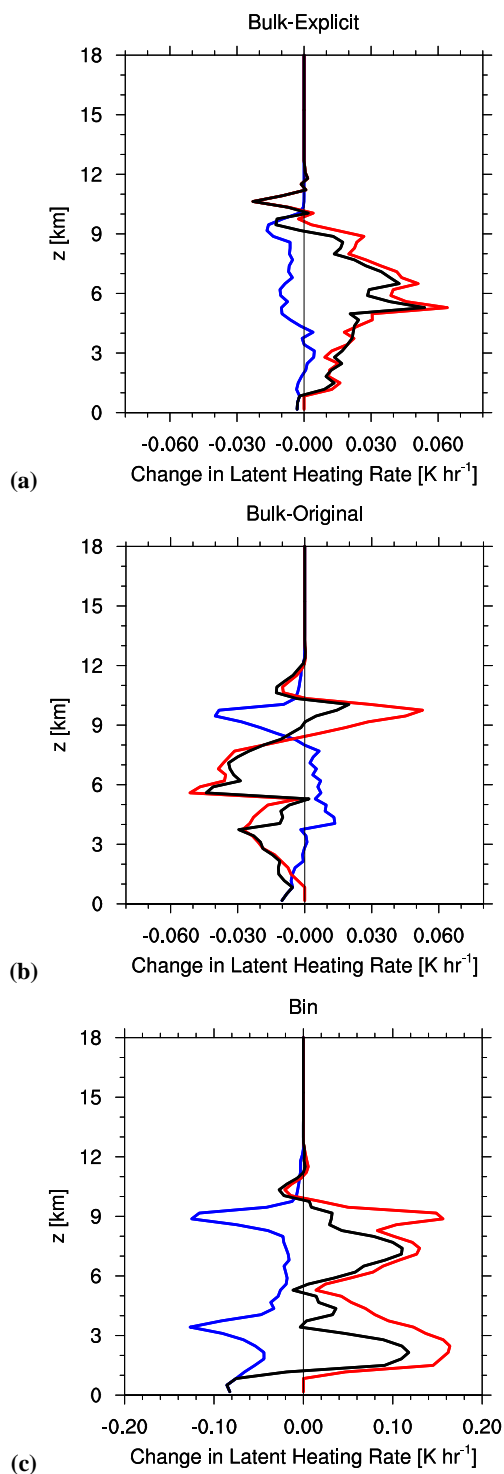 Bulk-Explicit
18
15
12
9
6
3
0
z [km]
-0.060 -0.030 -0.000 0.030 0.060
Change in Latent Heating Rate [K hr-1]
(a)
Bulk-Original
18
15
12
9
6
3
0
z [km]
-0.060 -0.030 -0.000 0.030 0.060
Change in Latent Heating Rate [K hr-1]
(b)
Bin
18
15
12
9
6
3
0
z [km]
-0.20 -0.10 0.00 0.10 0.20
Change in Latent Heating Rate [K hr-1]
(c)